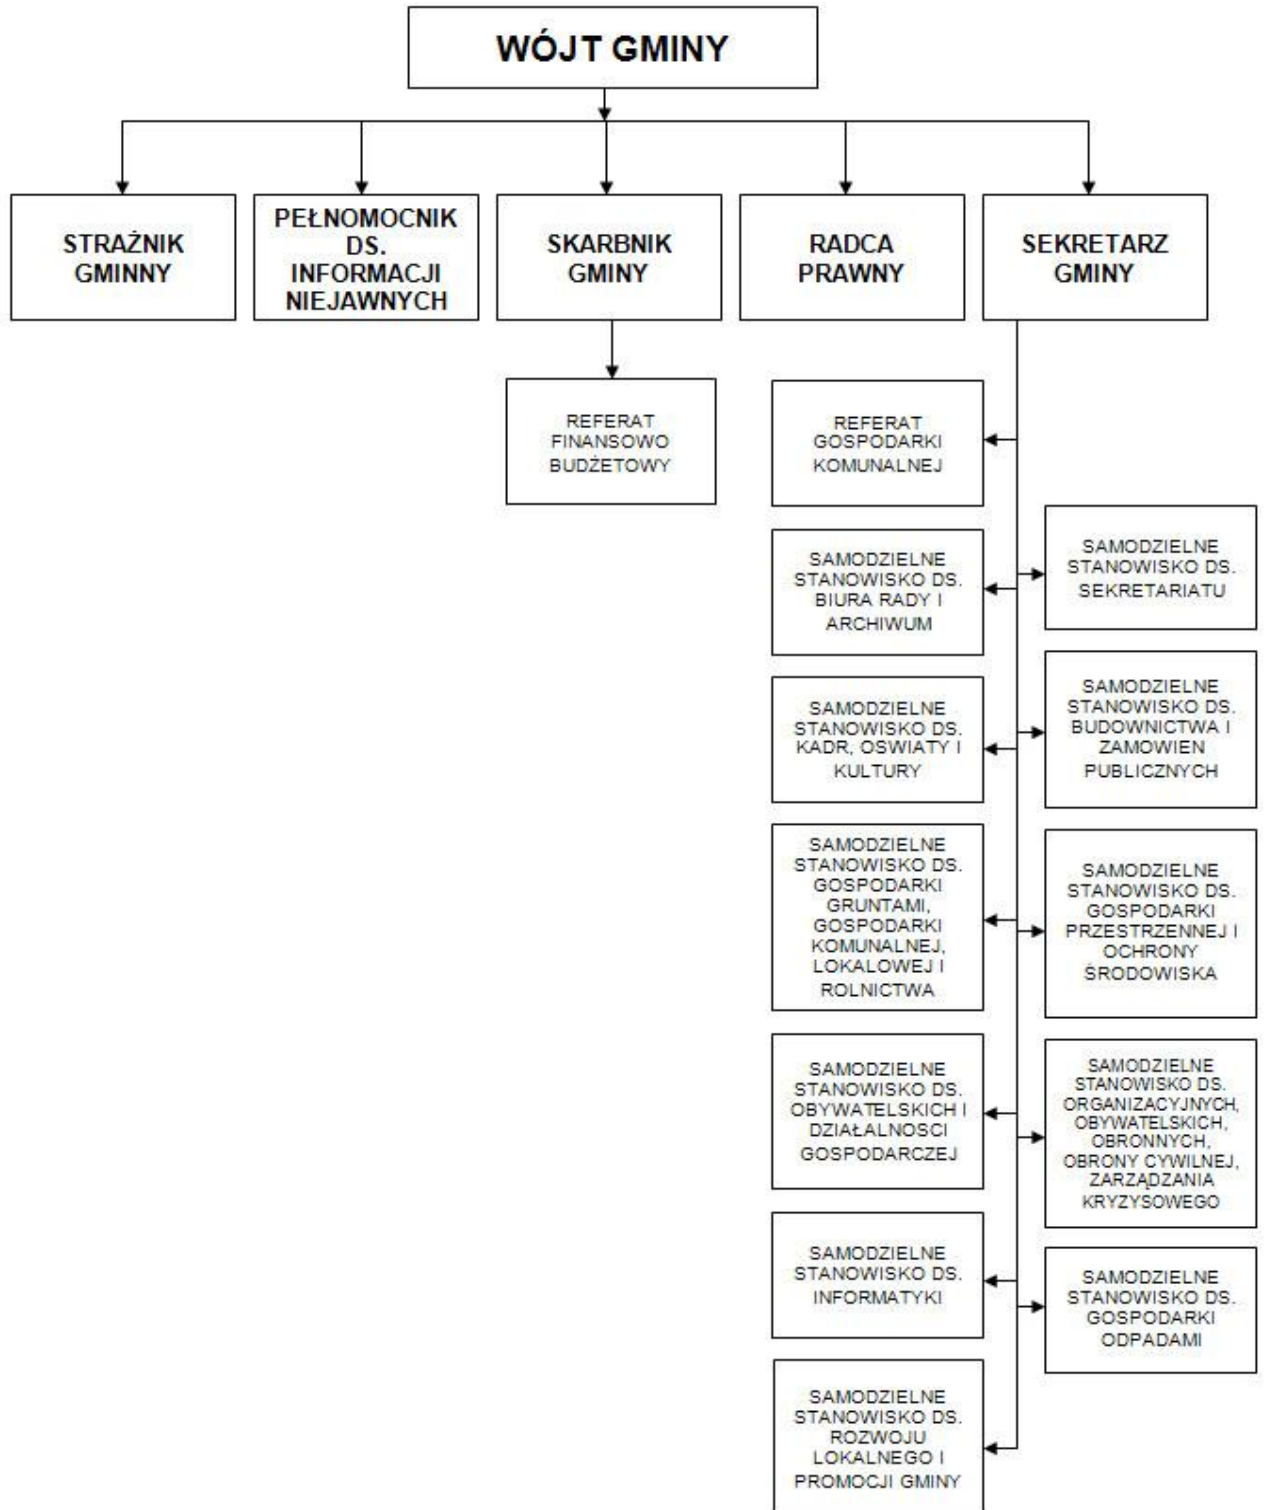 WÓJT GMINY
STRAŻNIK
GMINNY
PEŁNOMOCNIK
DS.
INFORMACJI
NIEJAWNYCH
SKARBNIK
GMINY
RADCA
PRAWNY
SEKRETARZ
GMINY
REFERAT
FINANSOWO
BUDŻETOWY
REFERAT
GOSPODARKI
KOMUNALNEJ
SAMODZIELNE
STANOWISKO DS.
BIURA RADY I
ARCHIWUM
SAMODZIELNE
STANOWISKO DS.
SEKRETARIATU
SAMODZIELNE
STANOWISKO DS.
KADR, OSWIATY I
KULTURY
SAMODZIELNE
STANOWISKO DS.
BUDOWNICTWA I
ZAMOWIEN
PUBLICZNYCH
SAMODZIELNE
STANOWISKO DS.
GOSPODARKI
GRUNTAMI,
GOSPODARKI
KOMUNALNEJ,
LOKALOWEJ I
ROLNICTWA
SAMODZIELNE
STANOWISKO DS.
GOSPODARKI
PRZESTRZENNEJ I
OCHRONY
ŚRODOWISKA
SAMODZIELNE
STANOWISKO DS.
OBYWATELSKICH I
DZIAŁALNOSCI
GOSPODARCZEJ
SAMODZIELNE
STANOWISKO DS.
ORGANIZACYJNYCH,
OBYWATELSKICH,
OBRONNYCH,
OBRONY CYWILNEJ,
ZARZĄDZANIA
KRYZYSOWEGO
SAMODZIELNE
STANOWISKO DS.
INFORMATYKI
SAMODZIELNE
STANOWISKO DS.
GOSPODARKI
ODPADAMI
SAMODZIELNE
STANOWISKO DS.
ROZWOJU
LOKALNEGO I
PROMOCJI GMINY